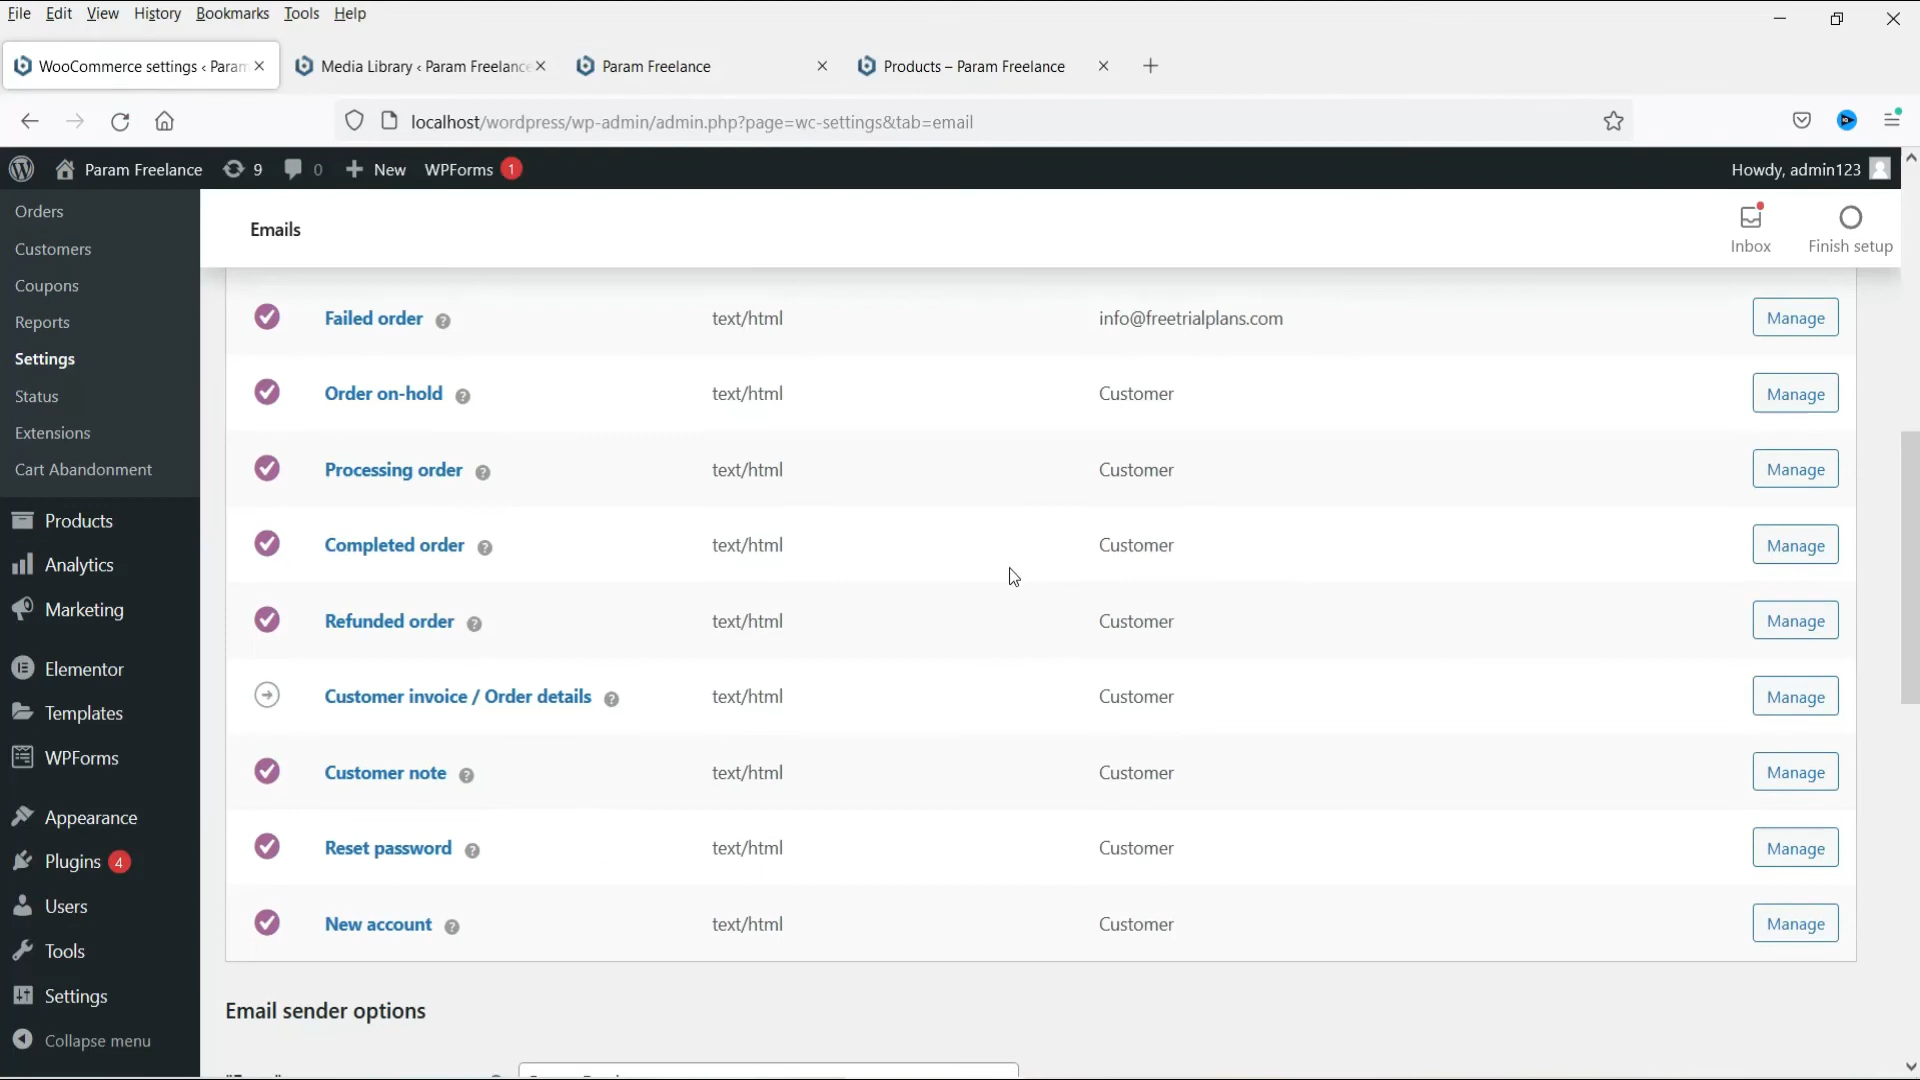 File Edit View History Bookmarks Tools Help
WooCommerce settings ‹ Param
Media Library ‹ Param Freelance
Param Freelance
Products – Param Freelance
localhost/wordpress/wp-admin/admin.php?page=wc-settings&tab=email
Param Freelance 9 0 New WPForms 1 Howdy, admin123
Orders
Customers
Coupons
Reports
Settings
Status
Extensions
Cart Abandonment
Products
Analytics
Marketing
Elementor
Templates
WPForms
Appearance
Plugins 4
Users
Tools
Settings
Collapse menu
Emails
Inbox
Finish setup
Failed order text/html info@freetrialplans.com Manage
Order on-hold text/html Customer Manage
Processing order text/html Customer Manage
Completed order text/html Customer Manage
Refunded order text/html Customer Manage
Customer invoice / Order details text/html Customer Manage
Customer note text/html Customer Manage
Reset password text/html Customer Manage
New account text/html Customer Manage
Email sender options